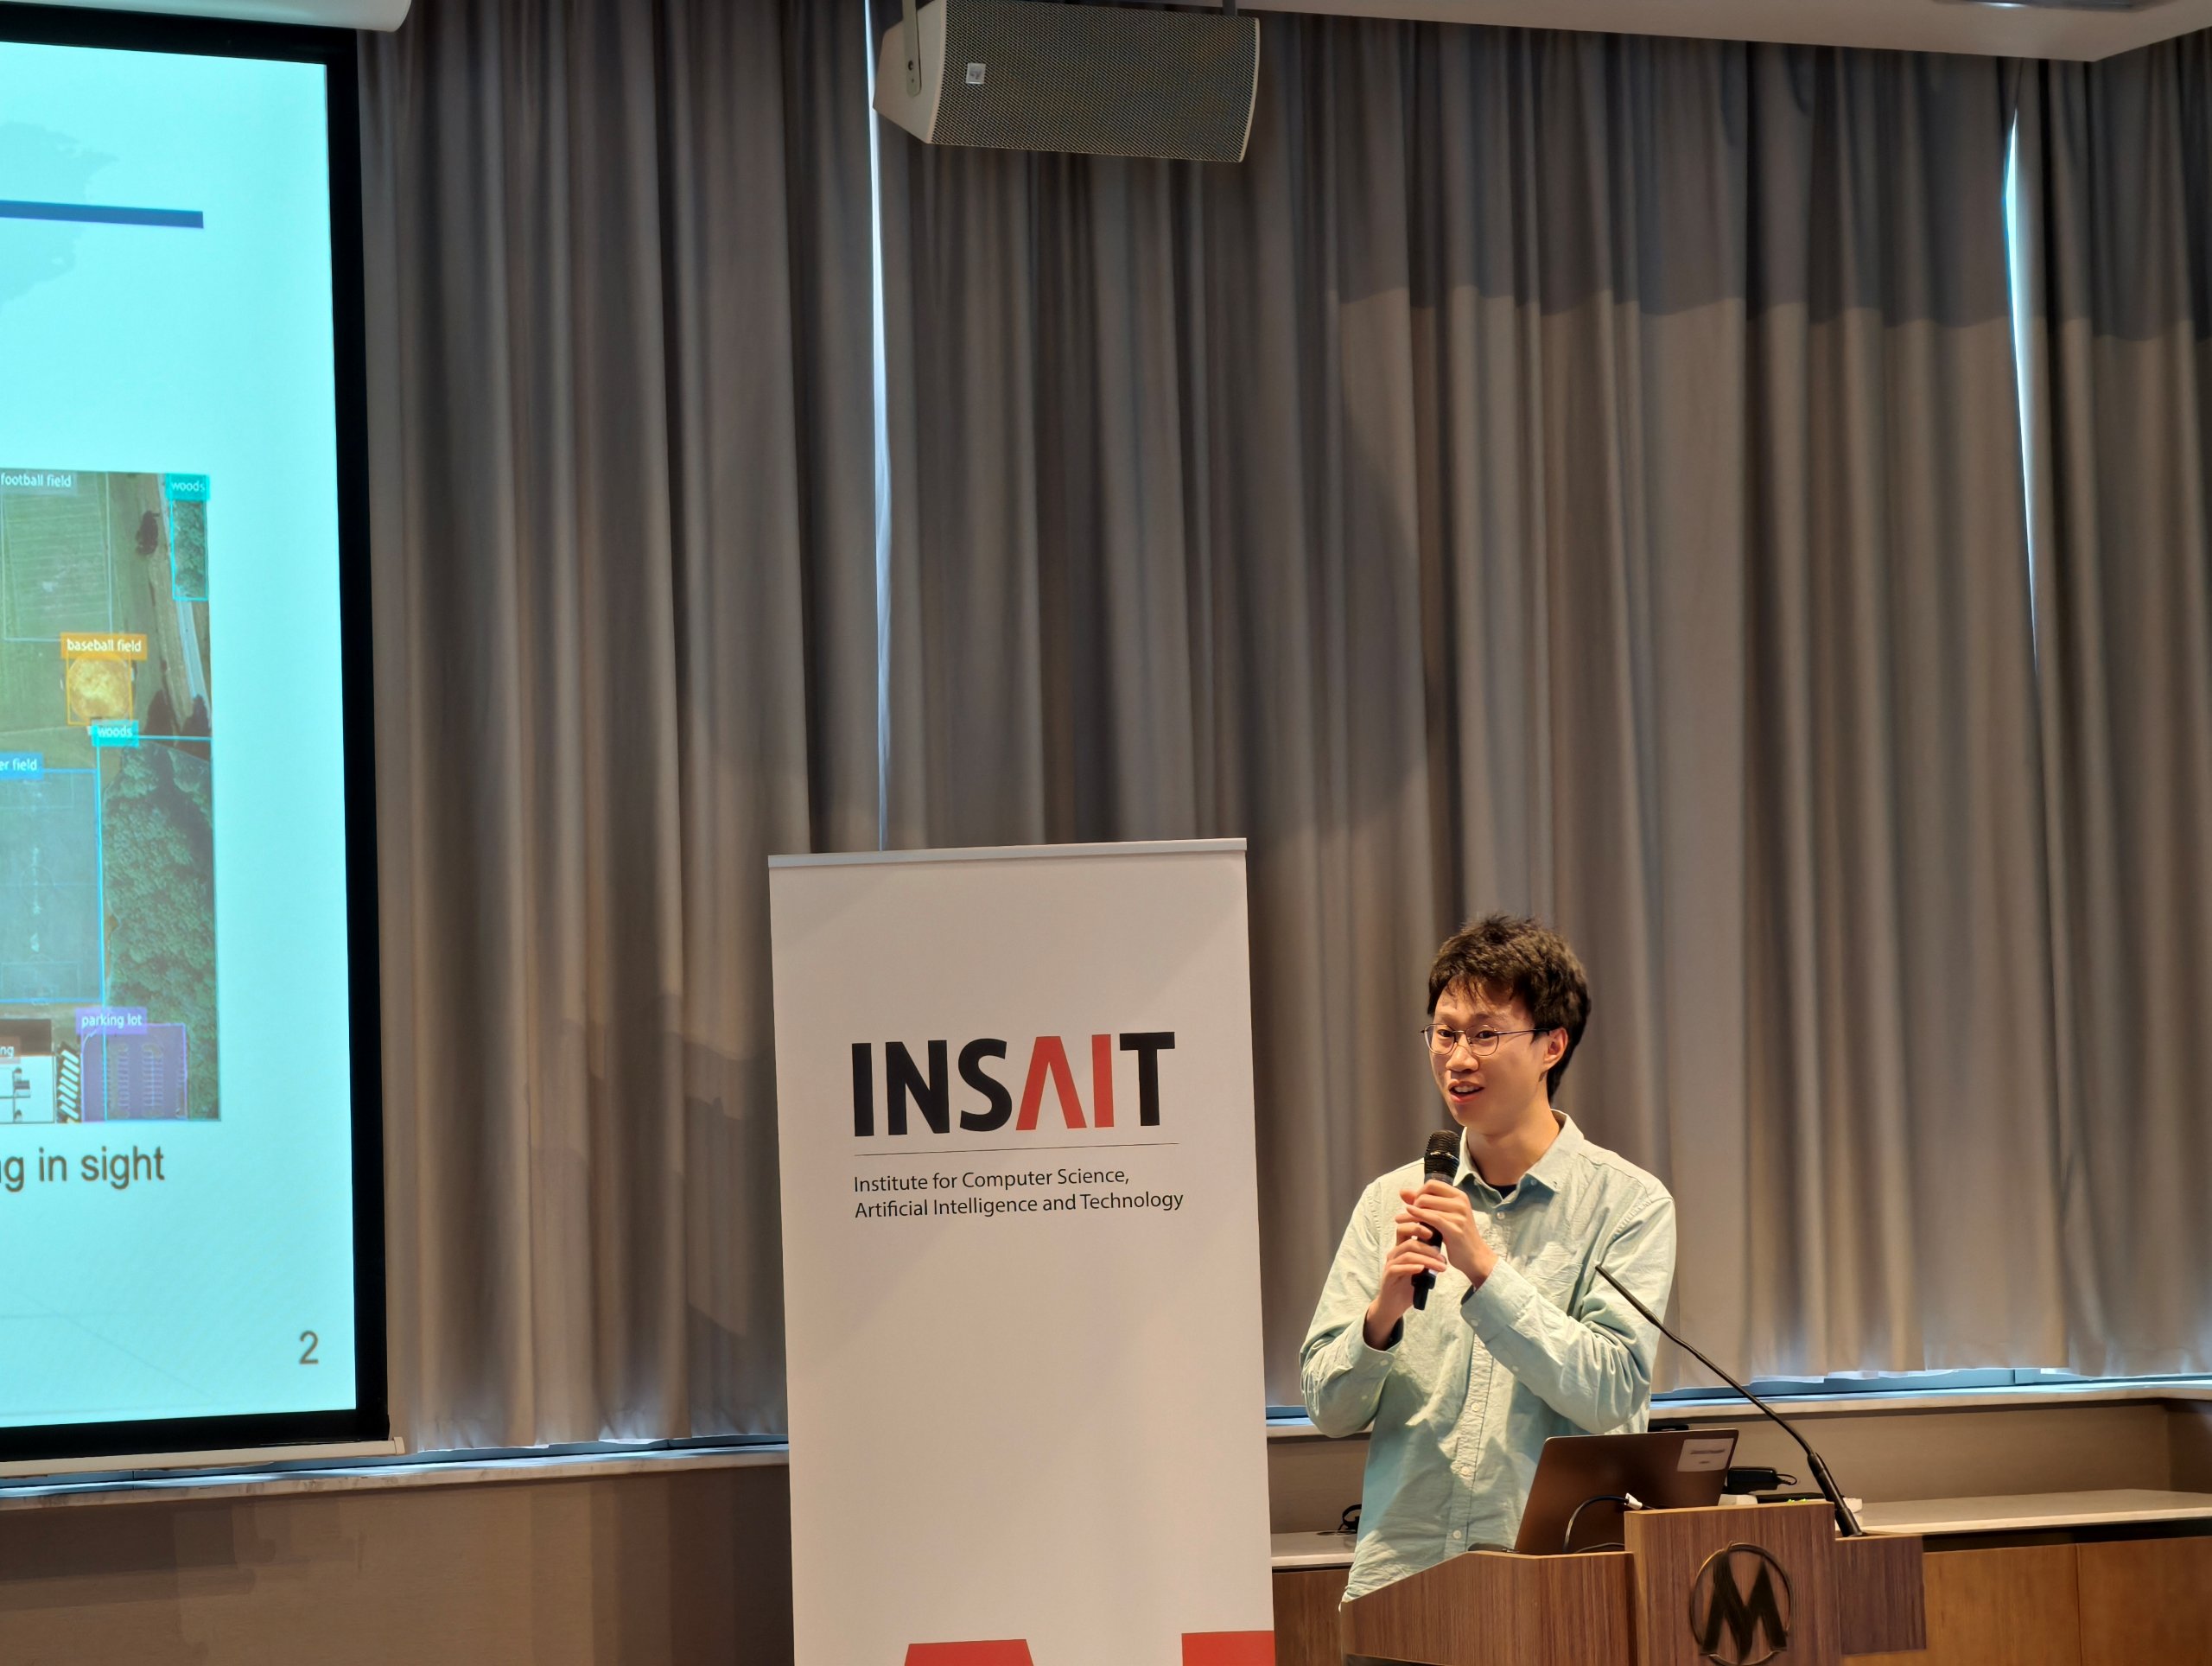 football field
woods
baseball field
woods
er field
parking lot
ng
g in sight
2
INSAIT
Institute for Computer Science,
Artificial Intelligence and Technology